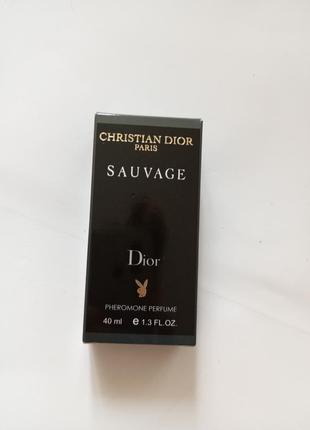 CHRISTIAN DIOR
PARIS
SAUVAGE
Dior
PHEROMONE PERFUME
40 ml e 1.3 FL.OZ.